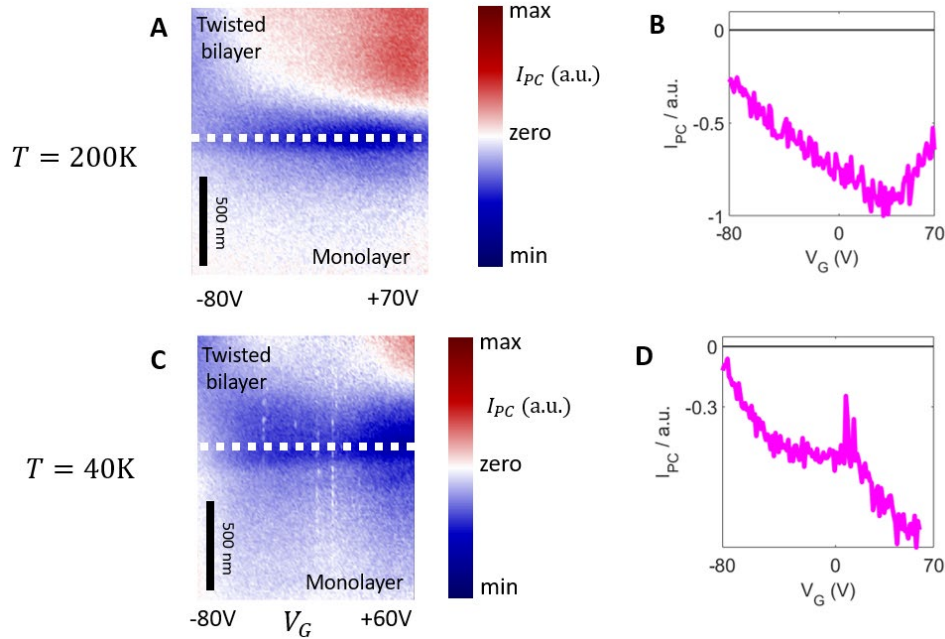 A
Twisted
bilayer
T = 200K
500 nm
Monolayer
-80V
+70V
max
I_PC (a.u.)
zero
min
B
0
-0.5
-1
I_PC / a.u.
-80
0
70
V_G (V)
C
Twisted
bilayer
T = 40K
500 nm
Monolayer
-80V
V_G
+60V
max
I_PC (a.u.)
zero
min
D
0
-0.3
I_PC / a.u.
-80
0
70
V_G (V)